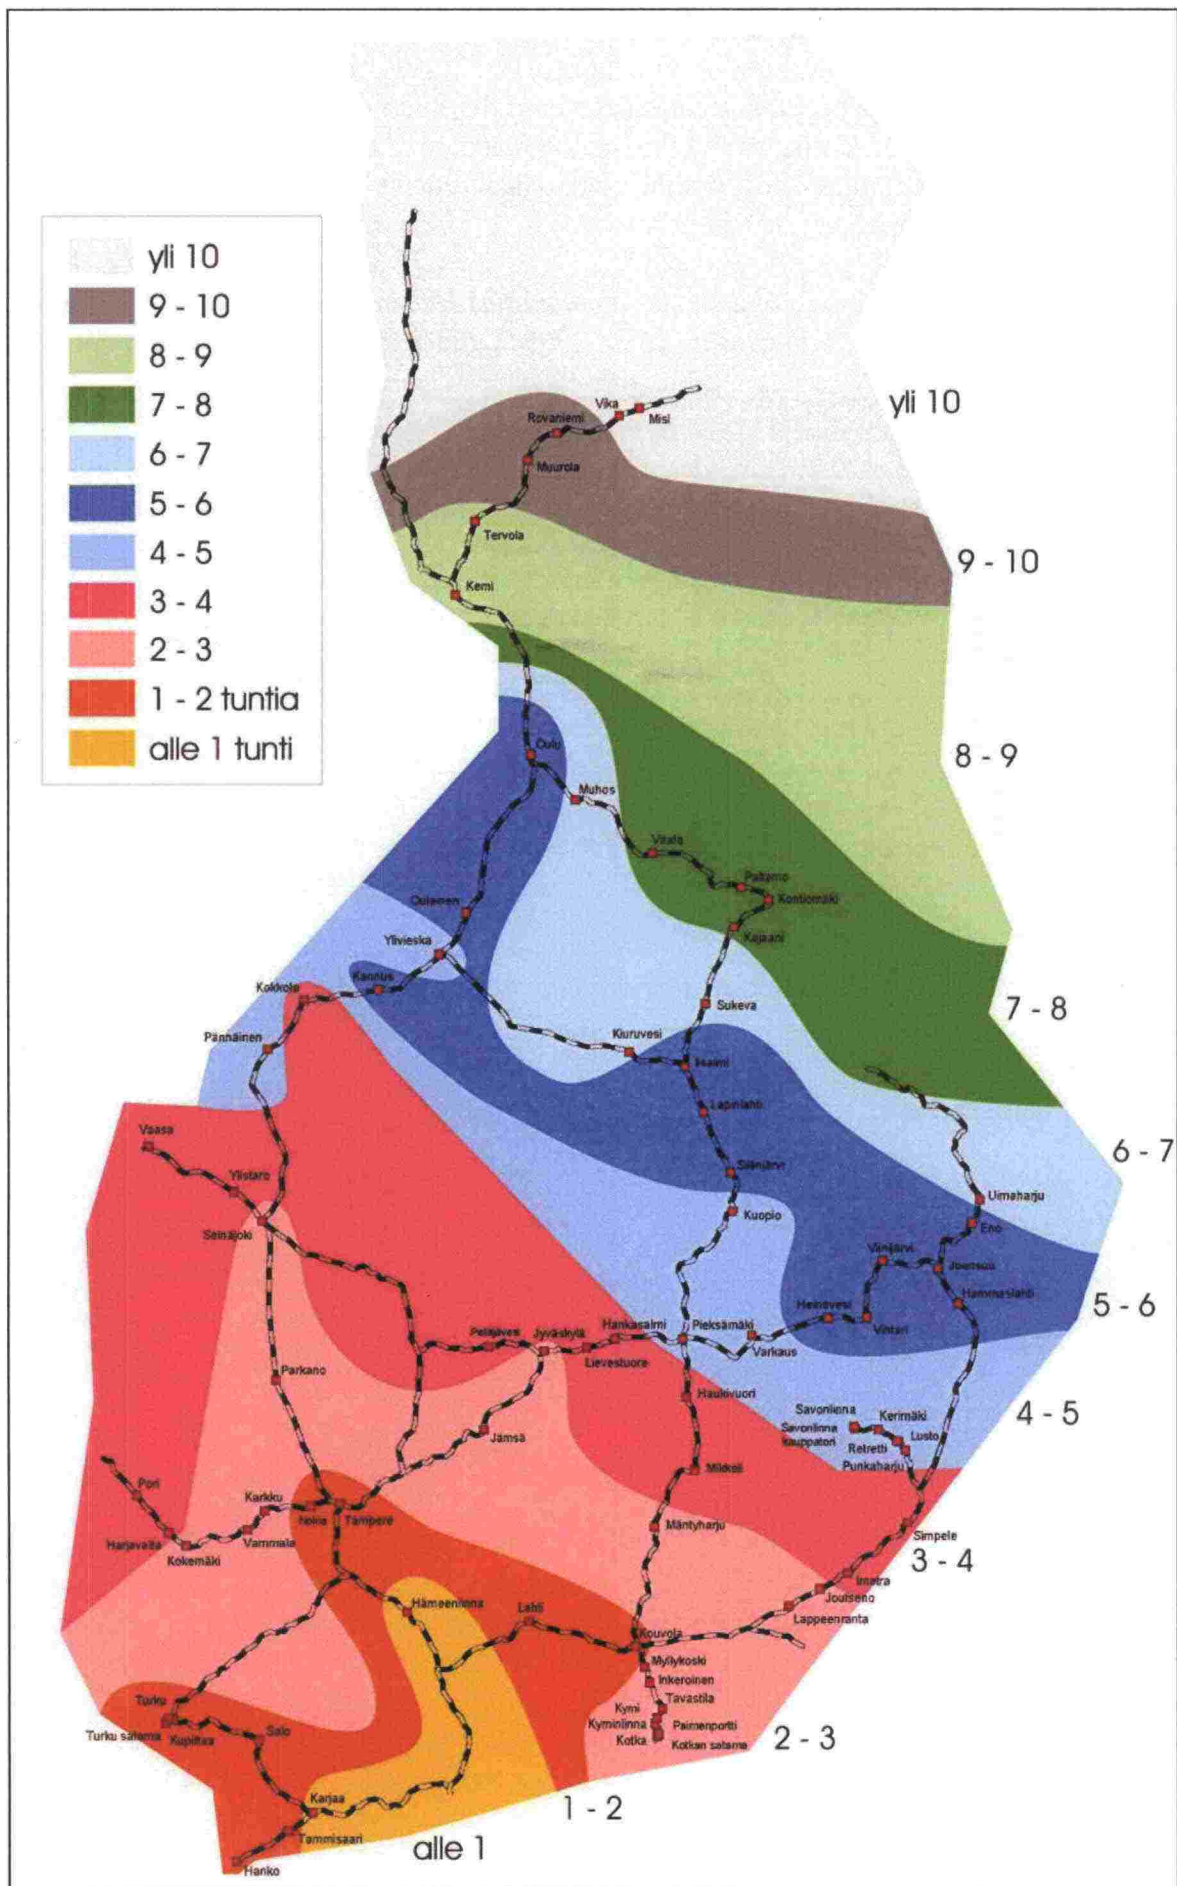 yli 10
9 - 10
8 - 9
7 - 8
6 - 7
5 - 6
4 - 5
3 - 4
2 - 3
1 - 2 tuntia
alle 1 tunti
yli 10
9 - 10
8 - 9
7 - 8
6 - 7
5 - 6
4 - 5
3 - 4
2 - 3
1 - 2
alle 1
Vika
Misi
Rovaniemi
Muurola
Tervola
Kemi
Oulu
Muhos
Vaala
Paltamo
Kontiomäki
Kajaani
Oulainen
Ylivieska
Kannus
Kokkola
Pännäinen
Sukeva
Kiuruvesi
Iisalmi
Lapinlahti
Siilinjärvi
Kuopio
Vaasa
Ylistaro
Seinäjoki
Uimaharju
Eno
Viinijärvi
Joensuu
Hammaslahti
Heinävesi
Vihtari
Pieksämäki
Varkaus
Hankasalmi
Lievestuore
Jyväskylä
Petäjävesi
Haukivuori
Parkano
Jämsä
Savonlinna
Savonlinna
kauppatori
Kerimäki
Lusto
Retretti
Punkaharju
Mikkeli
Mäntyharju
Pori
Harjavalta
Kokemäki
Vammala
Karkku
Nokia
Tampere
Simpele
Imatra
Joutseno
Lappeenranta
Hämeenlinna
Lahti
Kouvola
Myllykoski
Inkeroinen
Tavastila
Kymi
Kyminlinna
Paimenportti
Kotka
Kotkan satama
Turku
Turku satama
Kupittaa
Salo
Karjaa
Tammisaari
Hanko